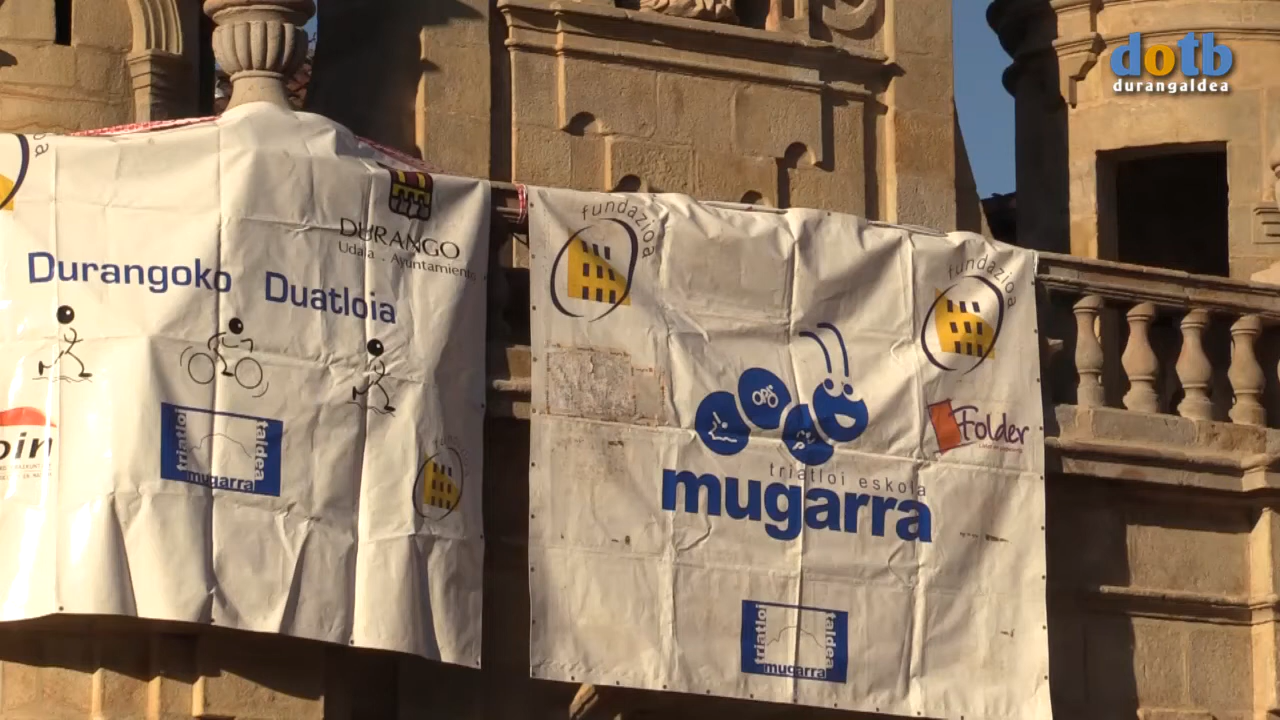 dotb
durangaldea
DURANGO
Udala . Ayuntamiento
Durangoko Duatloia
triatloi
taldea
mugarra
fundazioa
fundazioa
fundazioa
Folder
triatloi eskola
mugarra
triatloi
taldea
mugarra